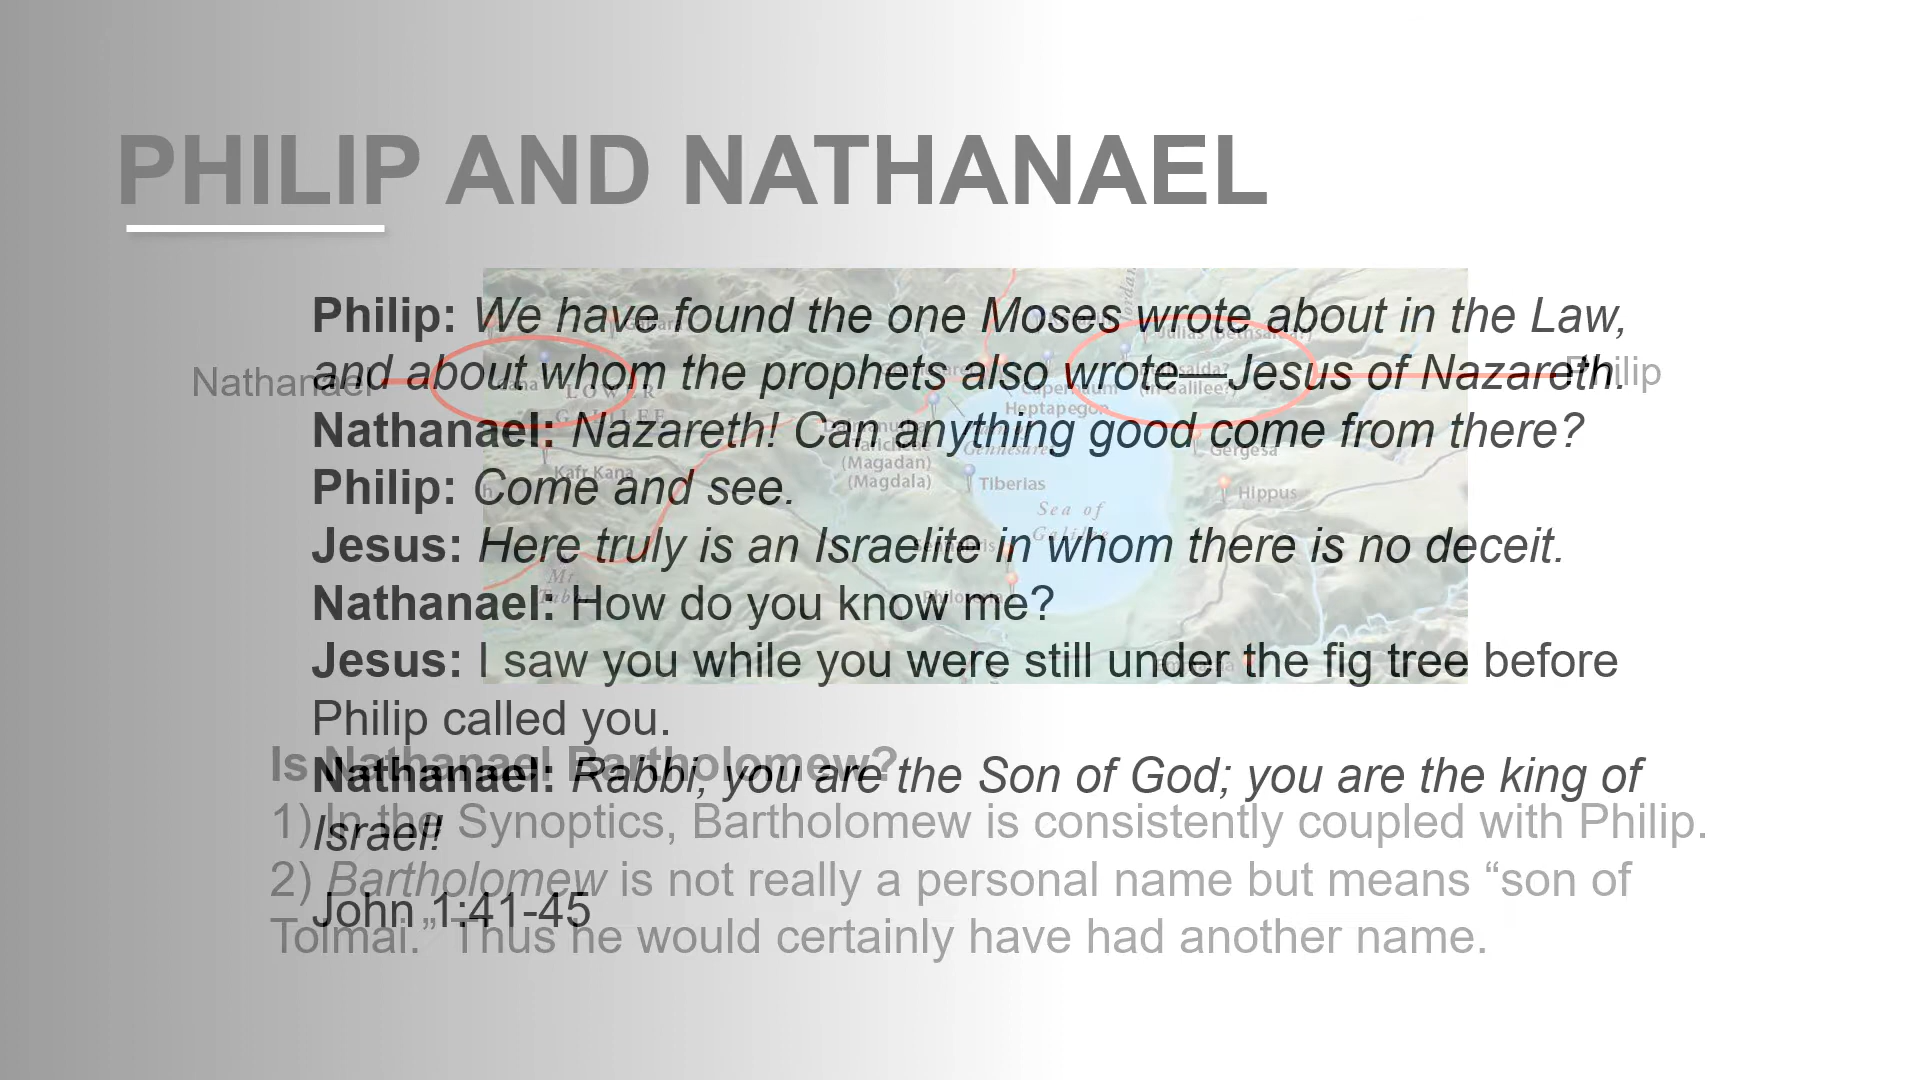 PHILIP AND NATHANAEL
Philip: We have found the one Moses wrote about in the Law,
and about whom the prophets also wrote—Jesus of Nazareth.
Nathanael: Nazareth! Can anything good come from there?
Philip: Come and see.
Jesus: Here truly is an Israelite in whom there is no deceit.
Nathanael: How do you know me?
Jesus: I saw you while you were still under the fig tree before
Philip called you.
Nathanael: Rabbi, you are the Son of God; you are the king of
Israel!
John 1:41-45
Nathanael
Philip
Cana
LOWER
GALILEE
Kafr Kana
Mt.
(Magadan)
(Magdala)
Heptapegon
Gennesaret
Tiberias
Sea of
Galilee
Gergesa
Hippus
Is Nathanael Bartholomew?
1) In the Synoptics, Bartholomew is consistently coupled with Philip.
2) Bartholomew is not really a personal name but means “son of
Tolmai.” Thus he would certainly have had another name.